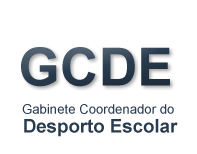 GCDE
Gabinete Coordenador do
Desporto Escolar